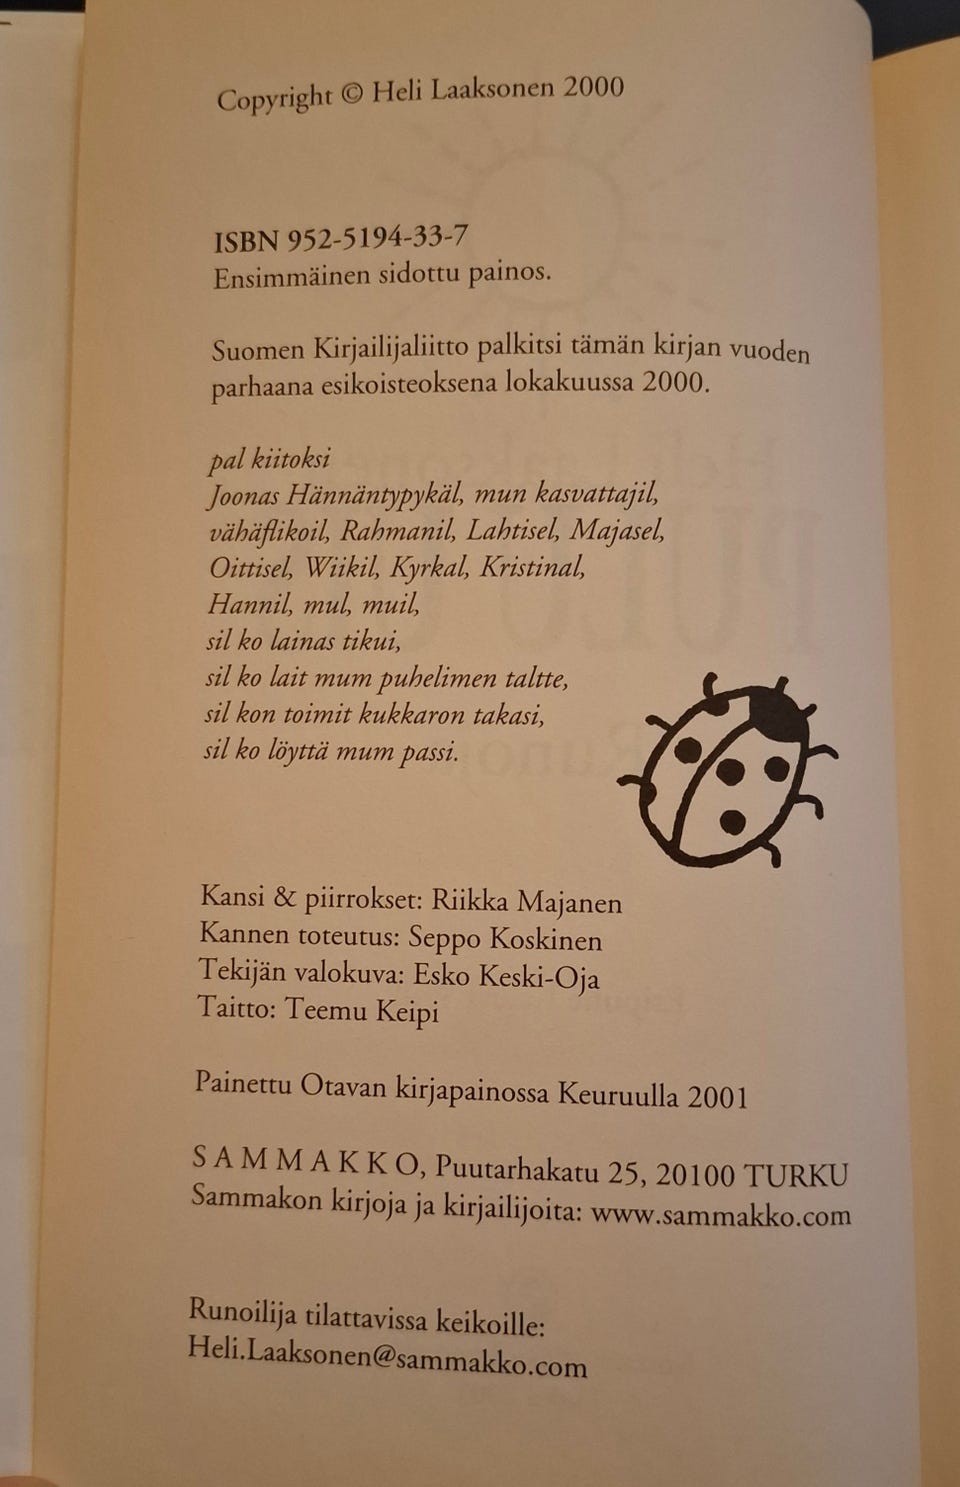 Copyright © Heli Laaksonen 2000
ISBN 952-5194-33-7
Ensimmäinen sidottu painos.
Suomen Kirjailijaliitto palkitsi tämän kirjan vuoden
parhaana esikoisteoksena lokakuussa 2000.
pal kiitoksi
Joonas Hännäntypykäl, mun kasvattajil,
vähäflikoil, Rahmanil, Lahtisel, Majasel,
Oittisel, Wiikil, Kyrkal, Kristinal,
Hannil, mul, muil,
sil ko lainas tikui,
sil ko lait mum puhelimen taltte,
sil kon toimit kukkaron takasi,
sil ko löyttä mum passi.
Kansi & piirrokset: Riikka Majanen
Kannen toteutus: Seppo Koskinen
Tekijän valokuva: Esko Keski-Oja
Taitto: Teemu Keipi
Painettu Otavan kirjapainossa Keuruulla 2001
S A M M A K K O, Puutarhakatu 25, 20100 TURKU
Sammakon kirjoja ja kirjailijoita: www.sammakko.com
Runoilija tilattavissa keikoille:
Heli.Laaksonen@sammakko.com